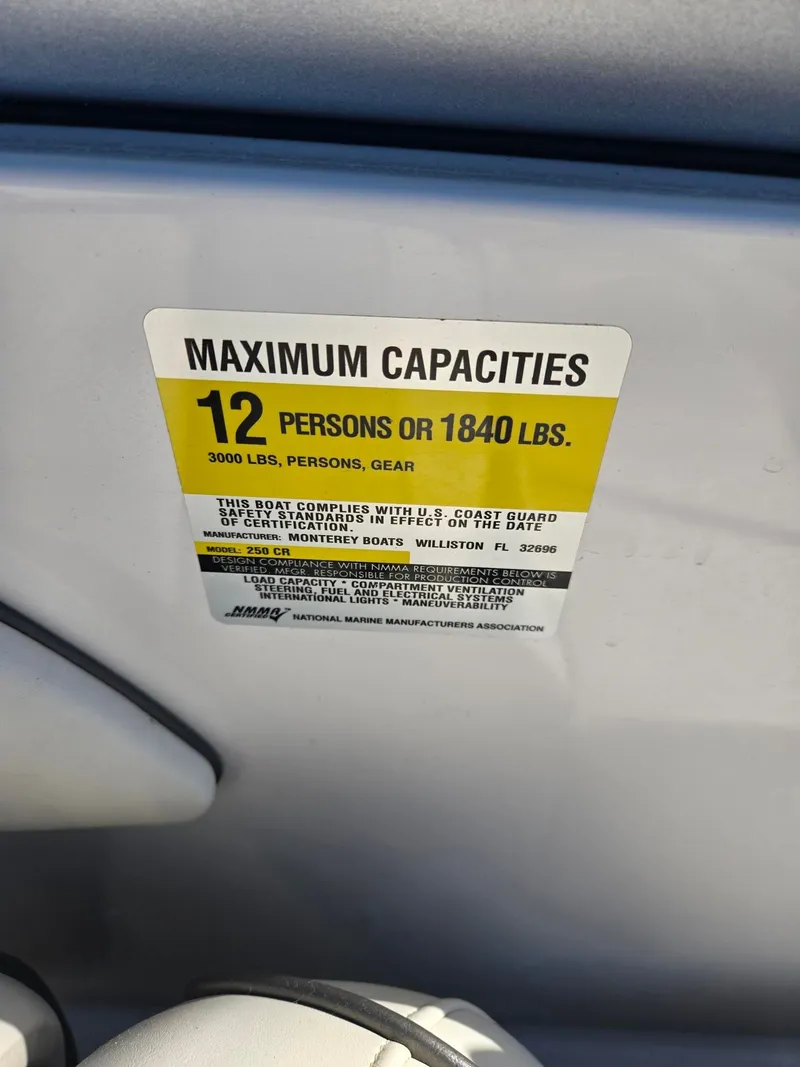 MAXIMUM CAPACITIES
12 PERSONS OR 1840 LBS.
3000 LBS, PERSONS, GEAR
THIS BOAT COMPLIES WITH U.S. COAST GUARD
SAFETY STANDARDS IN EFFECT ON THE DATE
OF CERTIFICATION.
MANUFACTURER: MONTEREY BOATS WILLISTON FL 32696
MODEL: 250 CR
DESIGN COMPLIANCE WITH NMMA REQUIREMENTS BELOW IS
VERIFIED. MFGR. RESPONSIBLE FOR PRODUCTION CONTROL
LOAD CAPACITY * COMPARTMENT VENTILATION
STEERING, FUEL AND ELECTRICAL SYSTEMS
INTERNATIONAL LIGHTS * MANEUVERABILITY
NMMA™
CERTIFIED NATIONAL MARINE MANUFACTURERS ASSOCIATION